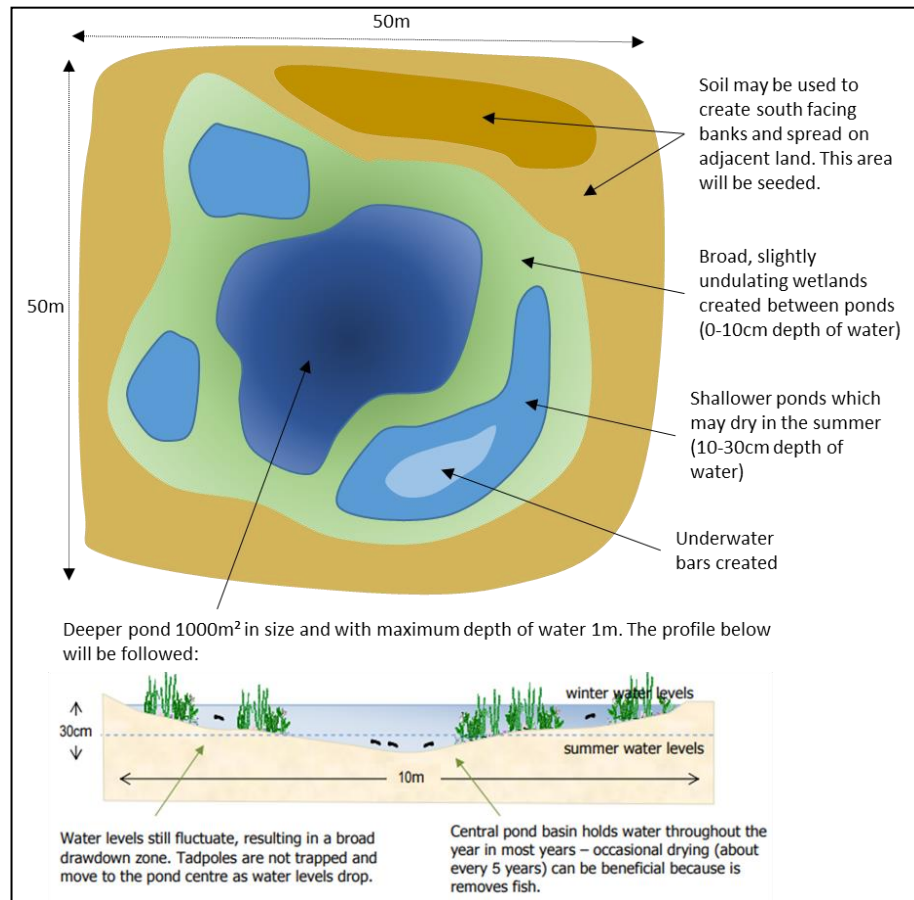 50m
50m
Soil may be used to
create south facing
banks and spread on
adjacent land. This area
will be seeded.
Broad, slightly
undulating wetlands
created between ponds
(0-10cm depth of water)
Shallower ponds which
may dry in the summer
(10-30cm depth of
water)
Underwater
bars created
Deeper pond 1000m² in size and with maximum depth of water 1m. The profile below
will be followed:
winter water levels
30cm
summer water levels
10m
Water levels still fluctuate, resulting in a broad
drawdown zone. Tadpoles are not trapped and
move to the pond centre as water levels drop.
Central pond basin holds water throughout the
year in most years – occasional drying (about
every 5 years) can be beneficial because is
removes fish.